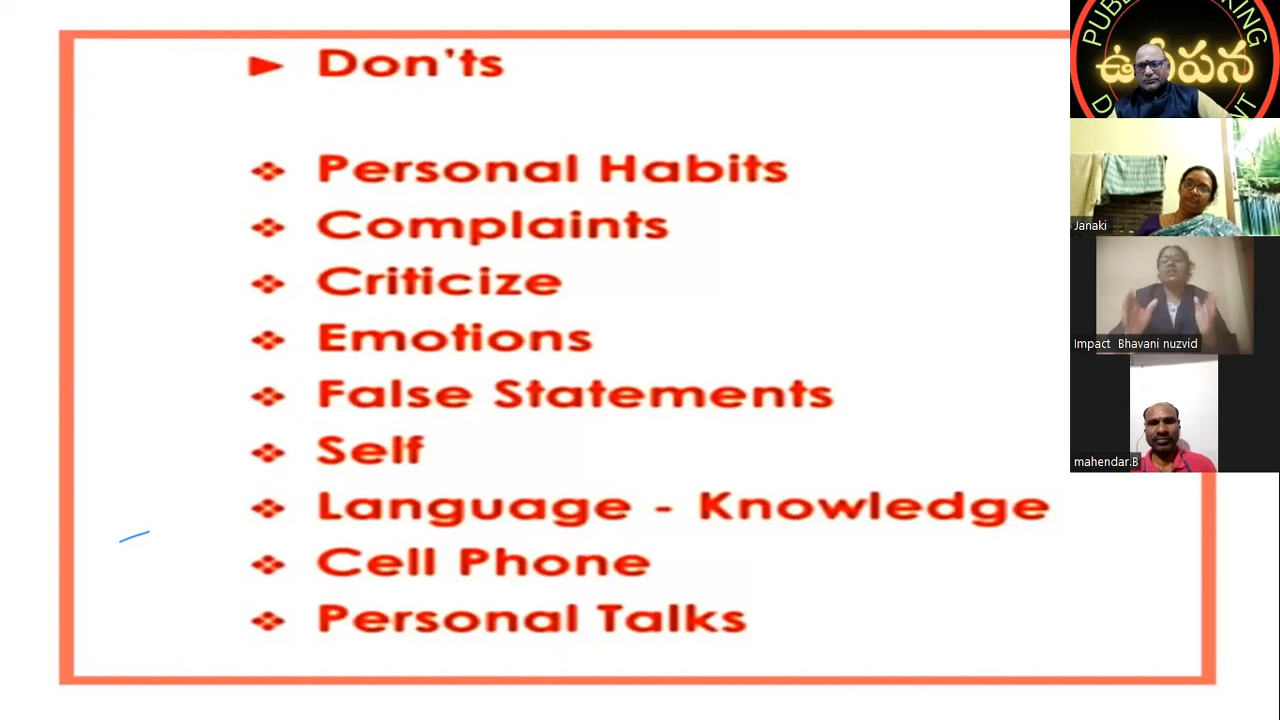 ► Don'ts
❖ Personal Habits
❖ Complaints
❖ Criticize
❖ Emotions
❖ False Statements
❖ Self
❖ Language - Knowledge
❖ Cell Phone
❖ Personal Talks
Janaki
Impact Bhavani nuzvid
mahendar.B